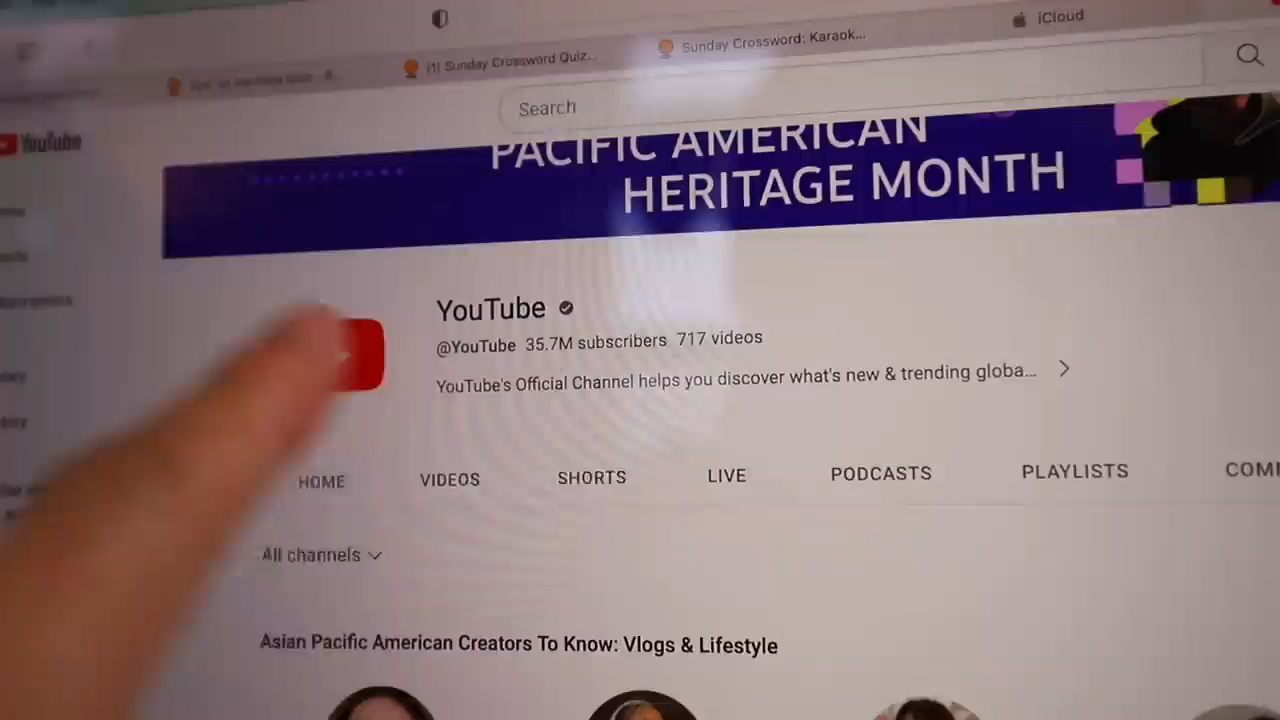 (1) Sunday Crossword Quiz...
Sunday Crossword: Karaok...
iCloud
Search
YouTube
PACIFIC AMERICAN
HERITAGE MONTH
YouTube
@YouTube 35.7M subscribers 717 videos
YouTube's Official Channel helps you discover what's new & trending globa...
HOME VIDEOS SHORTS LIVE PODCASTS PLAYLISTS COM
All channels
Asian Pacific American Creators To Know: Vlogs & Lifestyle